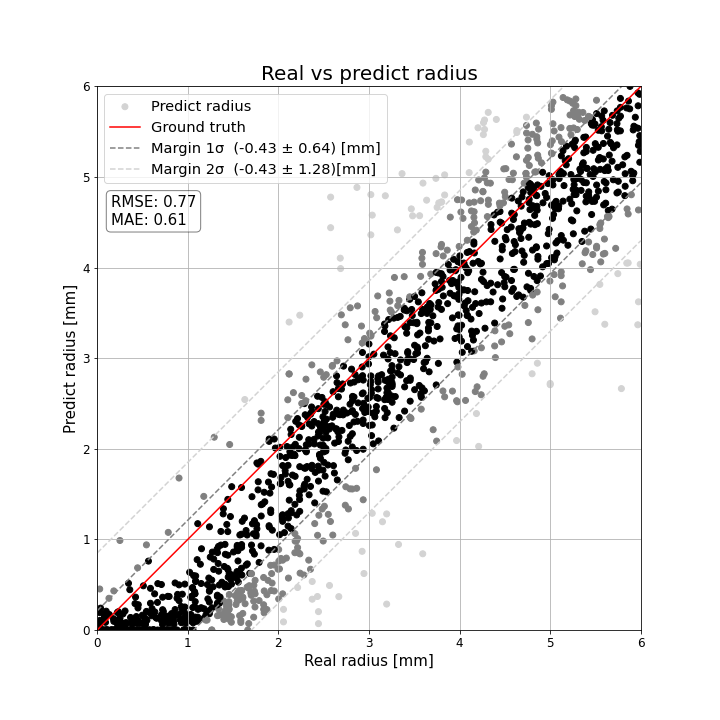 Real vs predict radius
Predict radius
Ground truth
Margin 1σ (-0.43 ± 0.64) [mm]
Margin 2σ (-0.43 ± 1.28)[mm]
RMSE: 0.77
MAE: 0.61
Predict radius [mm]
6
5
4
3
2
1
0
0 1 2 3 4 5 6
Real radius [mm]